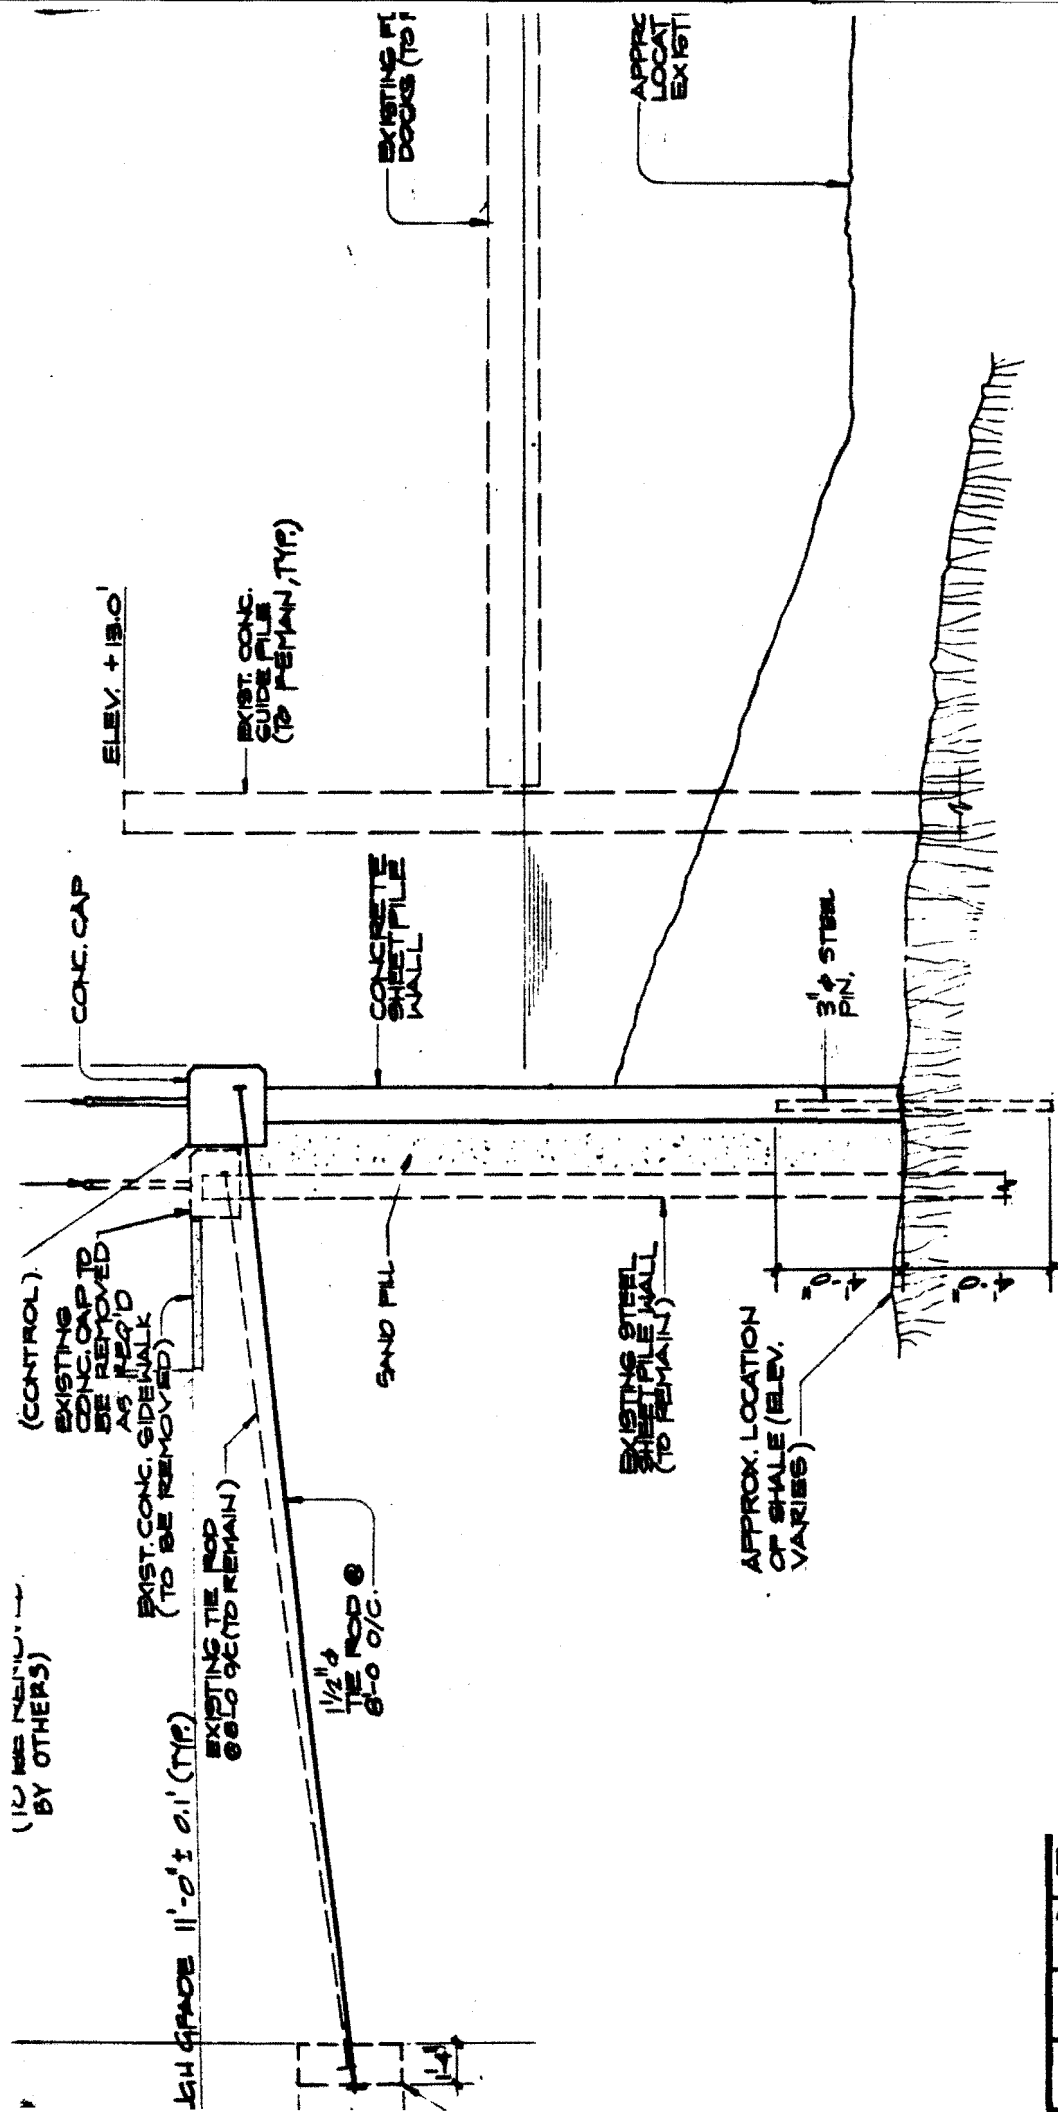 EXISTING
DOCKS (TO
LOCAT
ELEV. +13.0'
EXIST. CONC.
GUIDE PILE
(TO REMAIN, TYP.)
CONC. CAP
CONCRETE
SHEET PILE
WALL
3"ϕ STEEL
PIN.
(CONTROL)
EXISTING
CONC. CAP TO
BE REMOVED
AS REQ'D
EXIST. CONC. SIDEWALK
(TO BE REMOVED)
SAND FILL
EXISTING STEEL
SHEET PILE WALL
(TO REMAIN)
4'-0"
4'-0"
APPROX. LOCATION
OF SHALE (ELEV.
VARIES)
EXISTING TIE ROD
@ 8'-0 O/C (TO REMAIN)
1 1/2"ϕ
TIE ROD @
8'-0 O/C.
BY OTHERS)
GRADE 11'-0" ± 0.1' (TYP.)
1'-4"